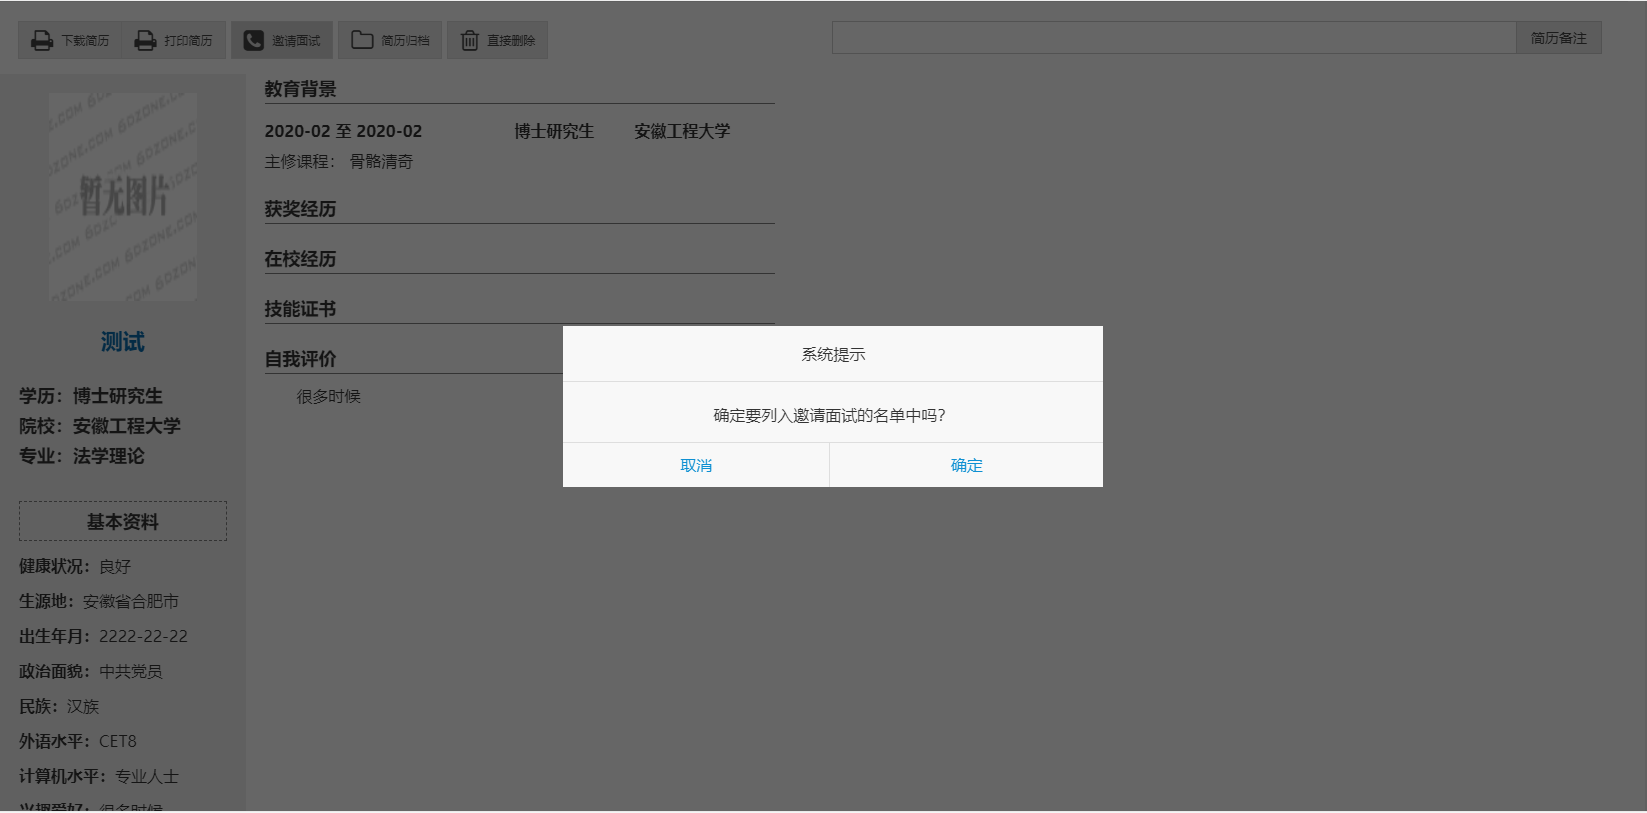 下载简历 打印简历 邀请面试 简历归档 直接删除 简历备注
暂无图片
测试
学历：博士研究生
院校：安徽工程大学
专业：法学理论
基本资料
健康状况：良好
生源地：安徽省合肥市
出生年月：2222-22-22
政治面貌：中共党员
民族：汉族
外语水平：CET8
计算机水平：专业人士
兴趣爱好：很多时候
教育背景
2020-02 至 2020-02 博士研究生 安徽工程大学
主修课程： 骨骼清奇
获奖经历
在校经历
技能证书
自我评价
很多时候
系统提示
确定要列入邀请面试的名单中吗？
取消 确定